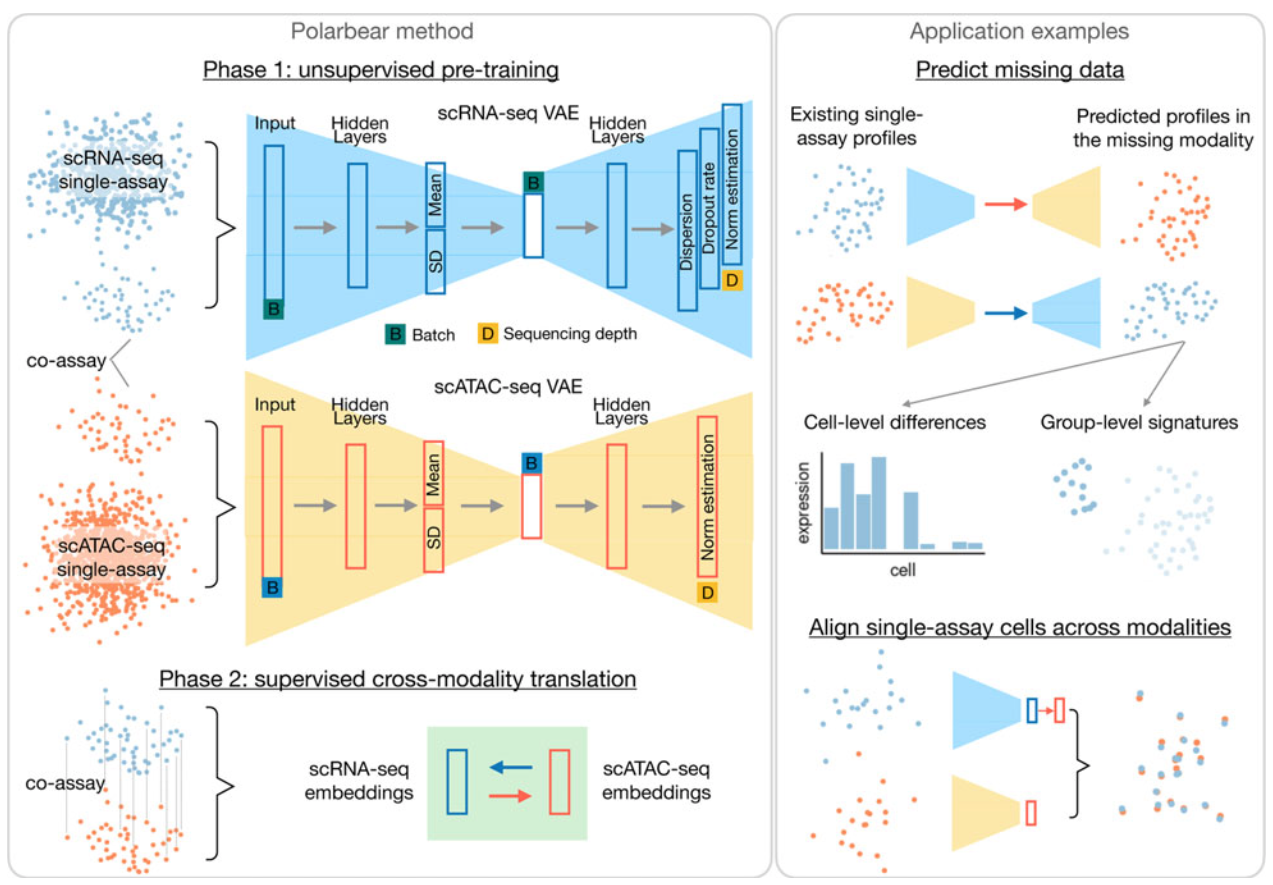 Polarbear method
Phase 1: unsupervised pre-training
scRNA-seq
single-assay
co-assay
scATAC-seq
single-assay
scRNA-seq VAE
Input
Hidden
Layers
Mean
SD
B
B
Hidden
Layers
Dispersion
Dropout rate
Norm estimation
D
B Batch
D Sequencing depth
scATAC-seq VAE
Input
Hidden
Layers
Mean
SD
B
B
Hidden
Layers
Norm estimation
D
Phase 2: supervised cross-modality translation
co-assay
scRNA-seq
embeddings
scATAC-seq
embeddings
Application examples
Predict missing data
Existing single-
assay profiles
Predicted profiles in
the missing modality
Cell-level differences
expression
cell
Group-level signatures
Align single-assay cells across modalities